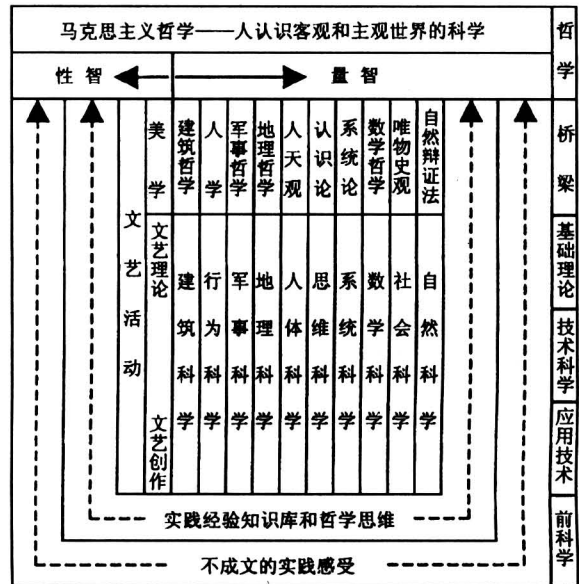 马克思主义哲学——人认识客观和主观世界的科学
哲学
性智
量智
桥梁
美学
建筑哲学
人学
军事哲学
地理哲学
人天观
认识论
系统论
数学哲学
唯物史观
自然辩证法
文艺活动
文艺理论
文艺创作
建筑科学
行为科学
军事科学
地理科学
人体科学
思维科学
系统科学
数学科学
社会科学
自然科学
基础理论
技术科学
应用技术
前科学
实践经验知识库和哲学思维
不成文的实践感受